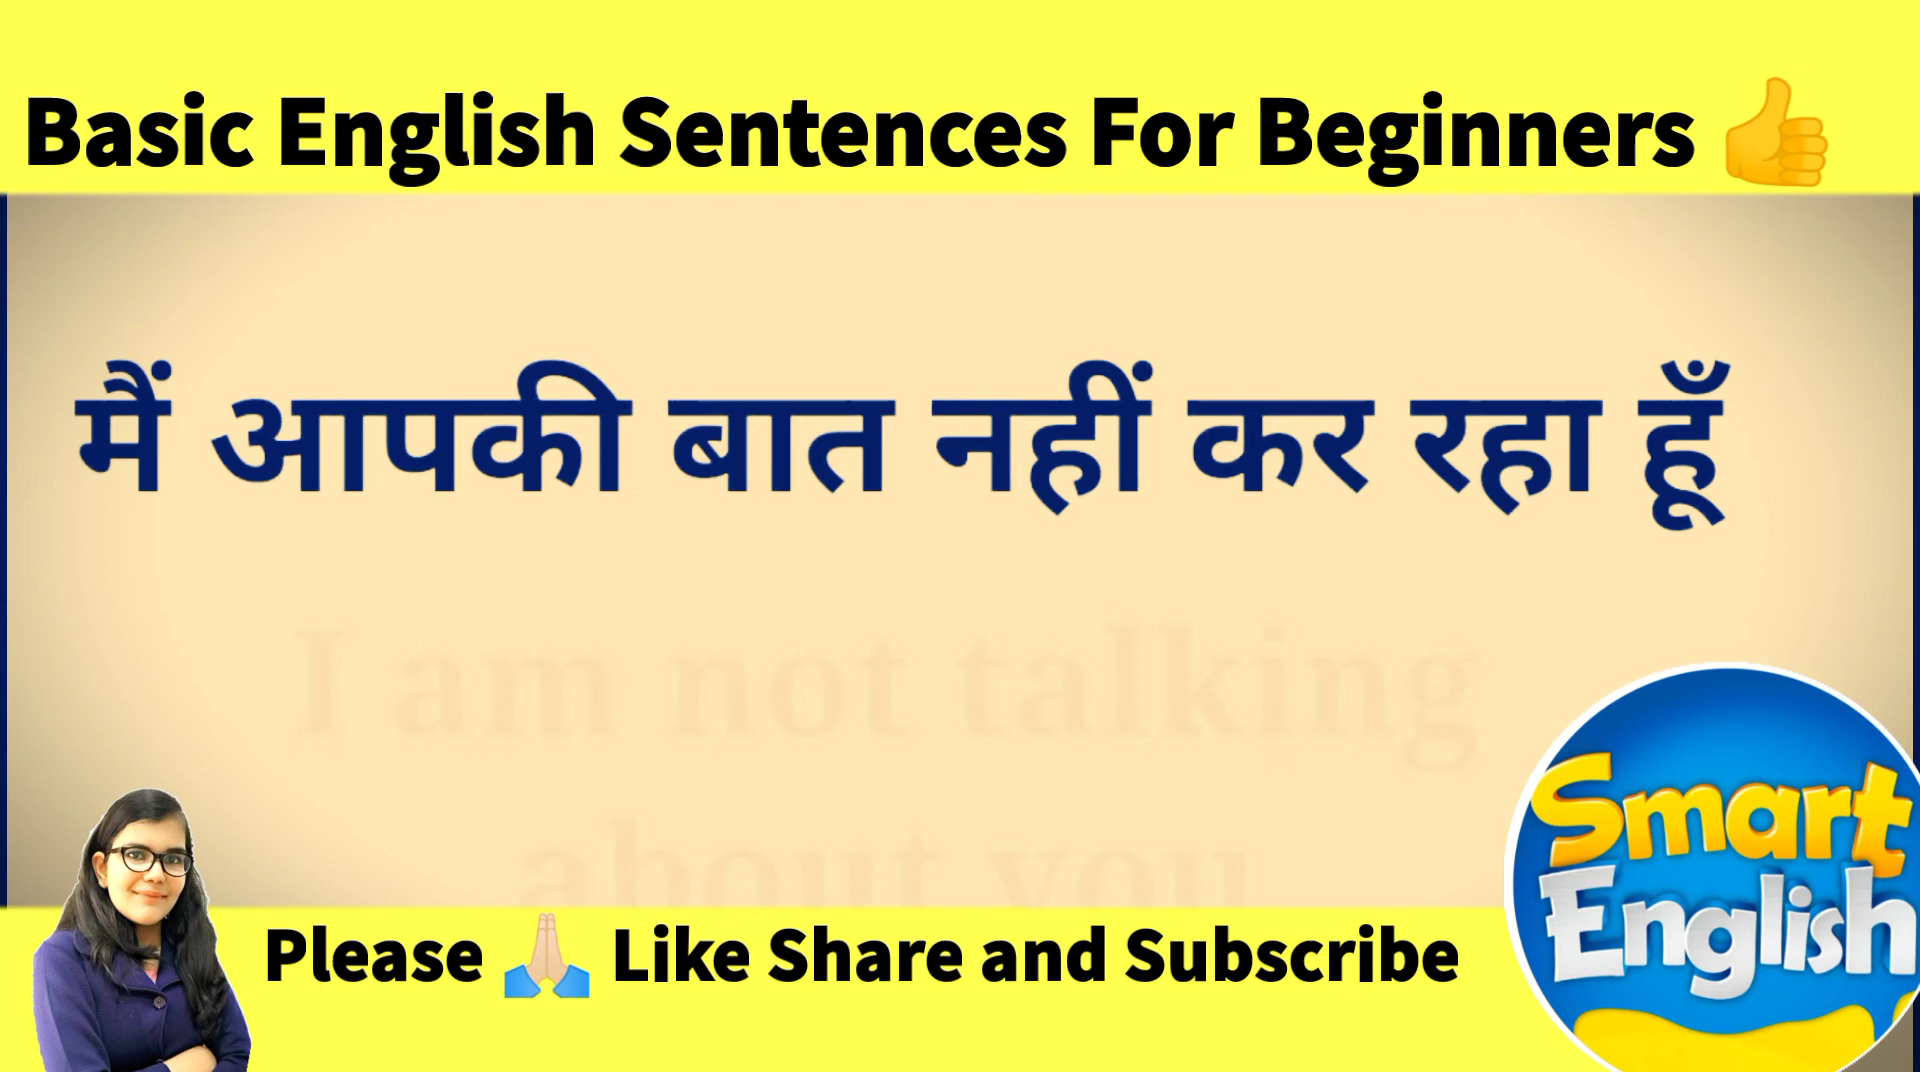 Basic English Sentences For Beginners 👍
मैं आपकी बात नहीं कर रहा हूँ
I am not talking
about you
Please 🙏 Like Share and Subscribe
Smart
English